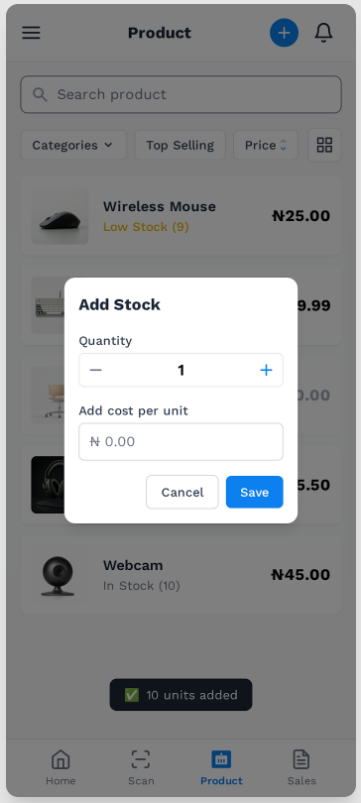 Product
Search product
Categories
Top Selling
Price
Wireless Mouse
Low Stock (9)
₦25.00
9.99
Add Stock
Quantity
1
Add cost per unit
₦ 0.00
0.00
Cancel
Save
5.50
Webcam
In Stock (10)
₦45.00
✅ 10 units added
Home
Scan
Product
Sales